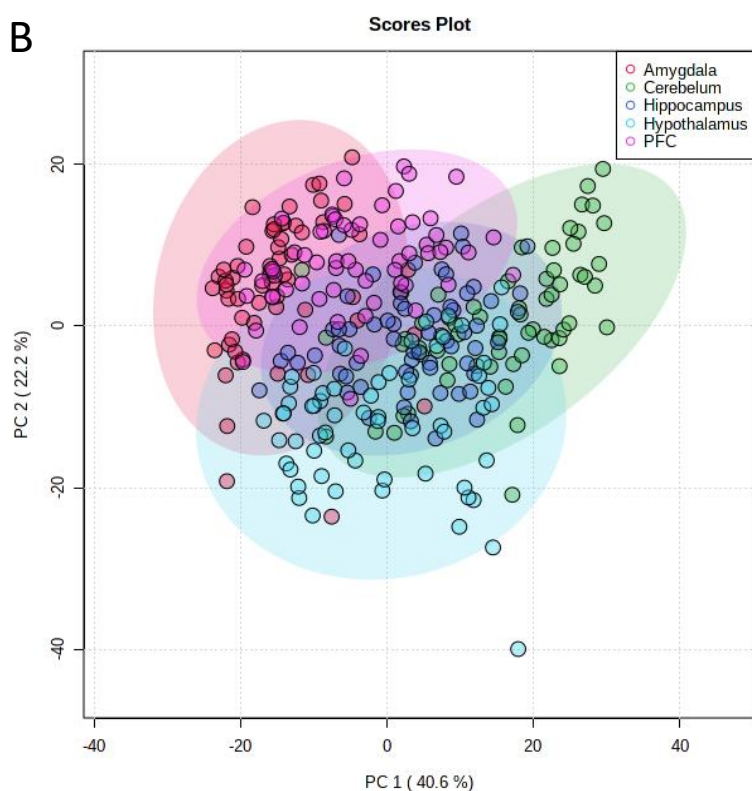 B
Scores Plot
Amygdala
Cerebelum
Hippocampus
Hypothalamus
PFC
20
0
-20
-40
PC 2 ( 22.2 %)
-40 -20 0 20 40
PC 1 ( 40.6 %)